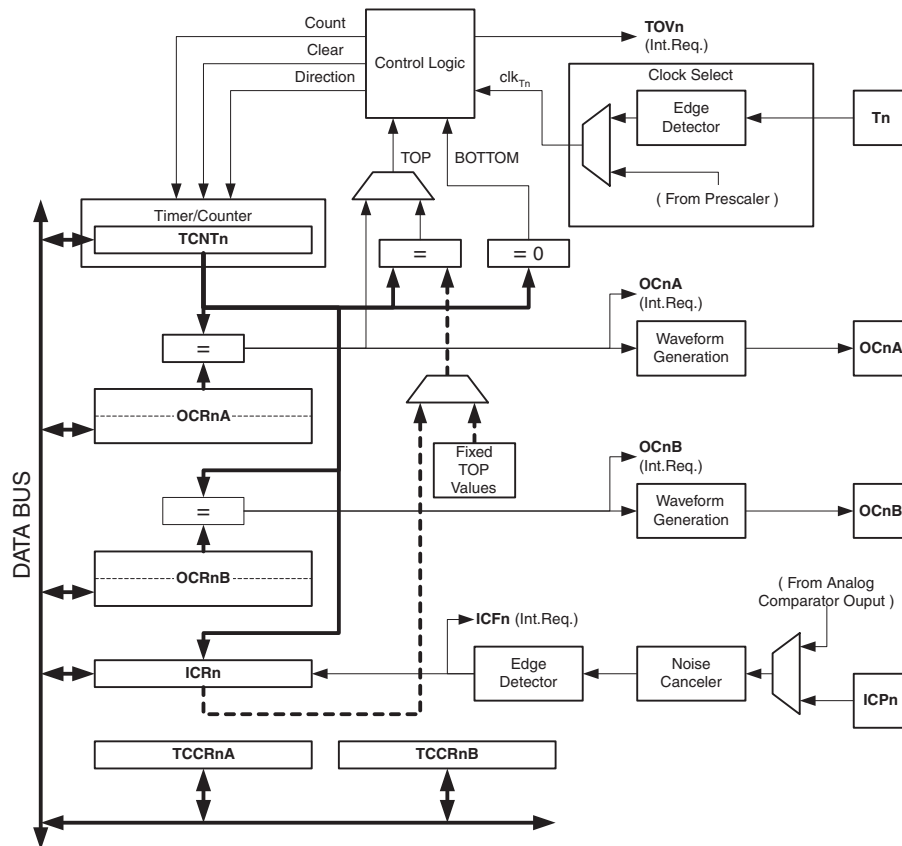 Count
Clear
Direction
Control Logic
TOVn
(Int.Req.)
clkTn
Clock Select
Edge
Detector
Tn
( From Prescaler )
TOP
BOTTOM
Timer/Counter
TCNTn
=
= 0
OCnA
(Int.Req.)
=
Waveform
Generation
OCnA
OCRnA
Fixed
TOP
Values
OCnB
(Int.Req.)
=
Waveform
Generation
OCnB
OCRnB
DATA BUS
( From Analog
Comparator Ouput )
ICFn (Int.Req.)
ICRn
Edge
Detector
Noise
Canceler
ICPn
TCCRnA
TCCRnB